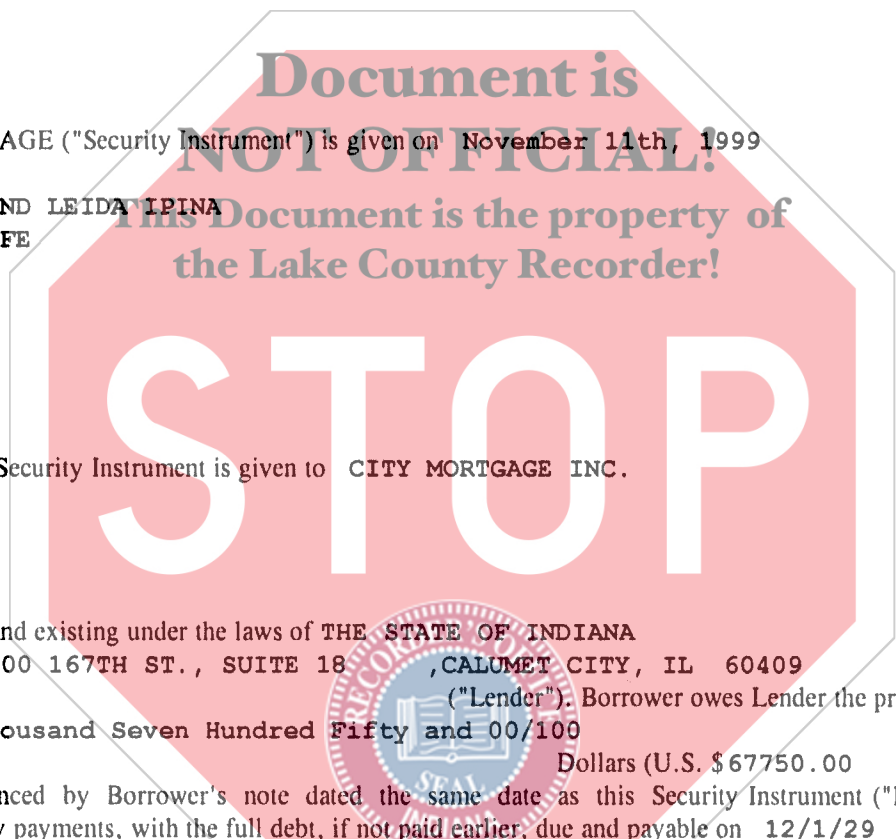 Document is
AGE ("Security Instrument") is given on November 11th, 1999
NOT OFFICIAL!
ND LEIDA IPINA
This Document is the property of
FE
the Lake County Recorder!
STOP
Security Instrument is given to CITY MORTGAGE INC.
nd existing under the laws of THE STATE OF INDIANA
00 167TH ST., SUITE 18 ,CALUMET CITY, IL 60409
("Lender"). Borrower owes Lender the pr
ousand Seven Hundred Fifty and 00/100
Dollars (U.S. $67750.00
nced by Borrower's note dated the same date as this Security Instrument ("
y payments, with the full debt, if not paid earlier, due and payable on 12/1/29
RECORDER'S OFFICE
SEAL
INDIANA